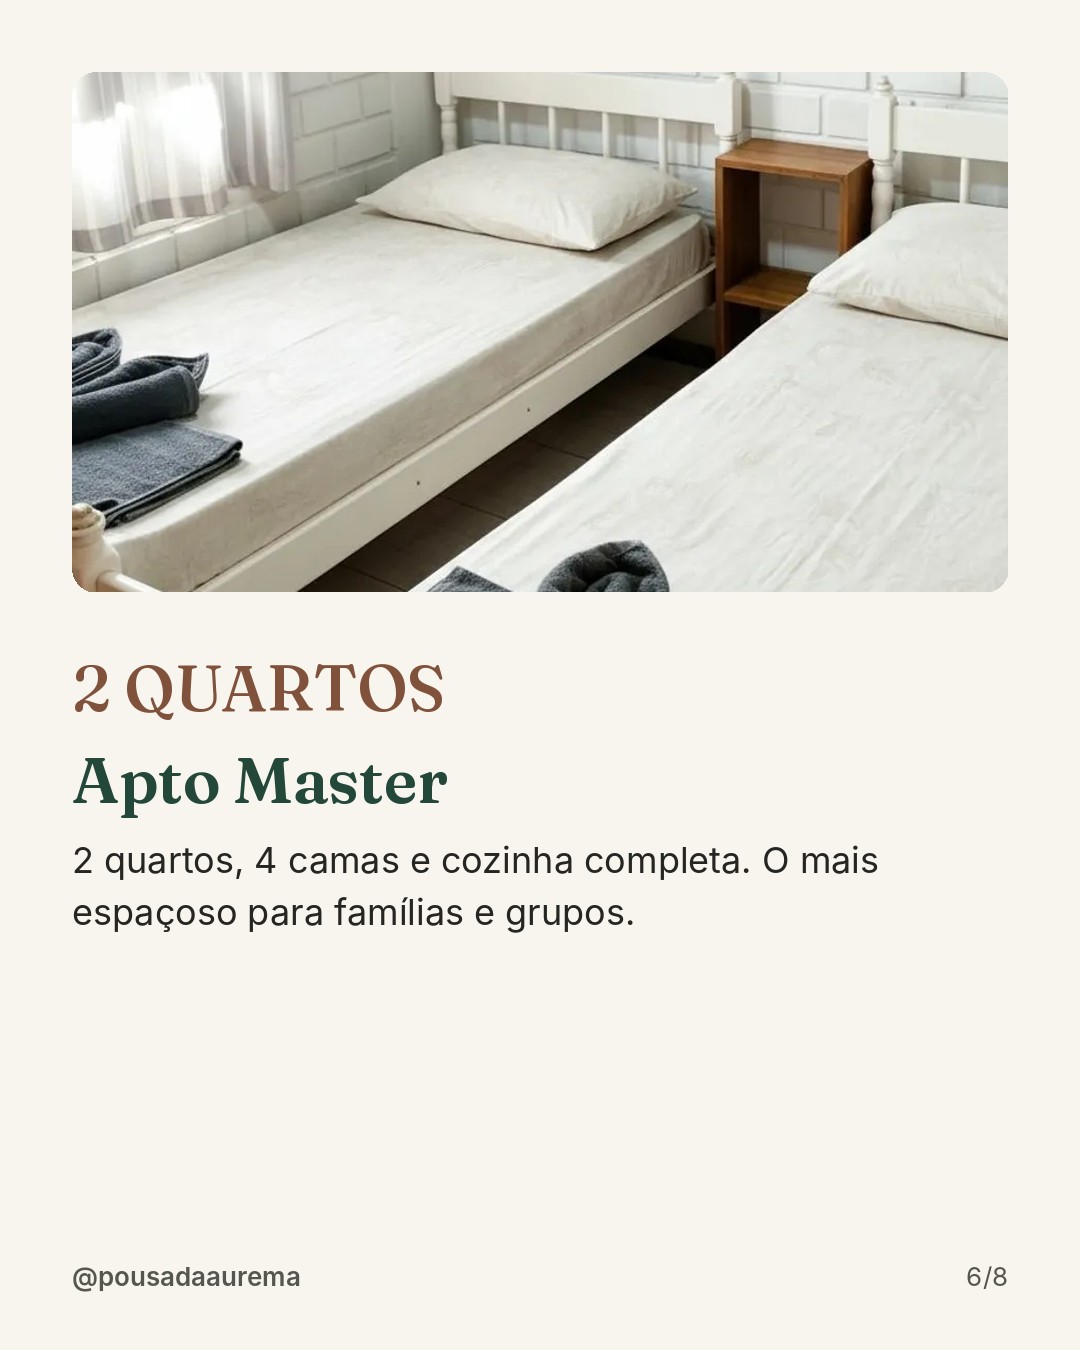 2 QUARTOS
Apto Master
2 quartos, 4 camas e cozinha completa. O mais
espaçoso para famílias e grupos.
@pousadaaurema
6/8